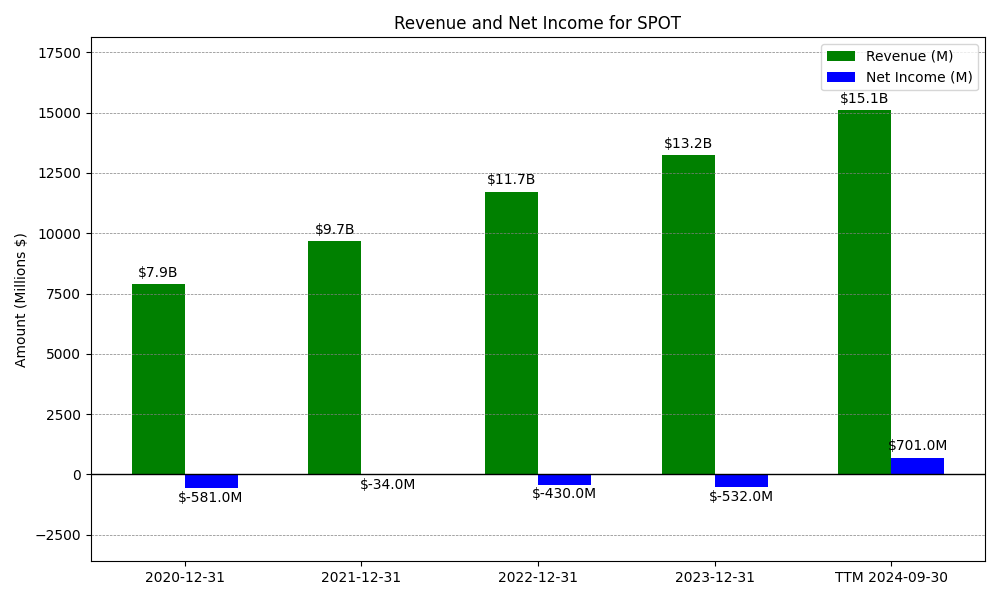 Revenue and Net Income for SPOT
17500
Revenue (M)
Net Income (M)
15000
$15.1B
$13.2B
12500
$11.7B
10000
$9.7B
$7.9B
7500
Amount (Millions $)
5000
2500
$701.0M
0
$-581.0M
$-34.0M
$-430.0M
$-532.0M
−2500
2020-12-31
2021-12-31
2022-12-31
2023-12-31
TTM 2024-09-30